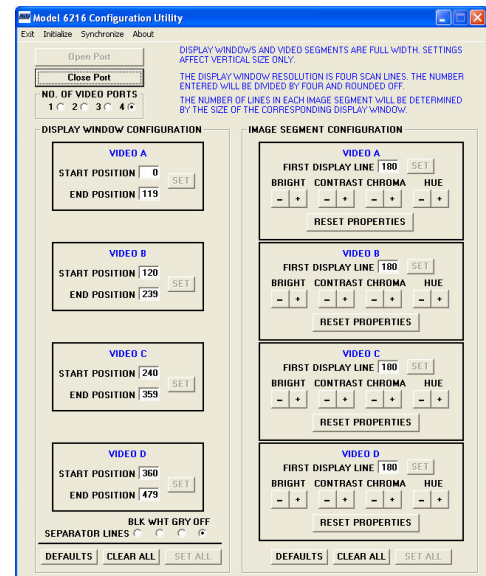 Model 6216 Configuration Utility
Exit Initialize Synchronize About
Open Port
Close Port
NO. OF VIDEO PORTS
1 2 3 4
DISPLAY WINDOWS AND VIDEO SEGMENTS ARE FULL WIDTH. SETTINGS
AFFECT VERTICAL SIZE ONLY.
THE DISPLAY WINDOW RESOLUTION IS FOUR SCAN LINES. THE NUMBER
ENTERED WILL BE DIVIDED BY FOUR AND ROUNDED OFF.
THE NUMBER OF LINES IN EACH IMAGE SEGMENT WILL BE DETERMINED
BY THE SIZE OF THE CORRESPONDING DISPLAY WINDOW.
DISPLAY WINDOW CONFIGURATION
VIDEO A
START POSITION 0
END POSITION 119
SET
VIDEO B
START POSITION 120
END POSITION 239
SET
VIDEO C
START POSITION 240
END POSITION 359
SET
VIDEO D
START POSITION 360
END POSITION 479
SET
BLK WHT GRY OFF
SEPARATOR LINES
DEFAULTS CLEAR ALL SET ALL
IMAGE SEGMENT CONFIGURATION
VIDEO A
FIRST DISPLAY LINE 180 SET
BRIGHT CONTRAST CHROMA HUE
- + - + - + - +
RESET PROPERTIES
VIDEO B
FIRST DISPLAY LINE 180 SET
BRIGHT CONTRAST CHROMA HUE
- + - + - + - +
RESET PROPERTIES
VIDEO C
FIRST DISPLAY LINE 180 SET
BRIGHT CONTRAST CHROMA HUE
- + - + - + - +
RESET PROPERTIES
VIDEO D
FIRST DISPLAY LINE 180 SET
BRIGHT CONTRAST CHROMA HUE
- + - + - + - +
RESET PROPERTIES
DEFAULTS CLEAR ALL SET ALL